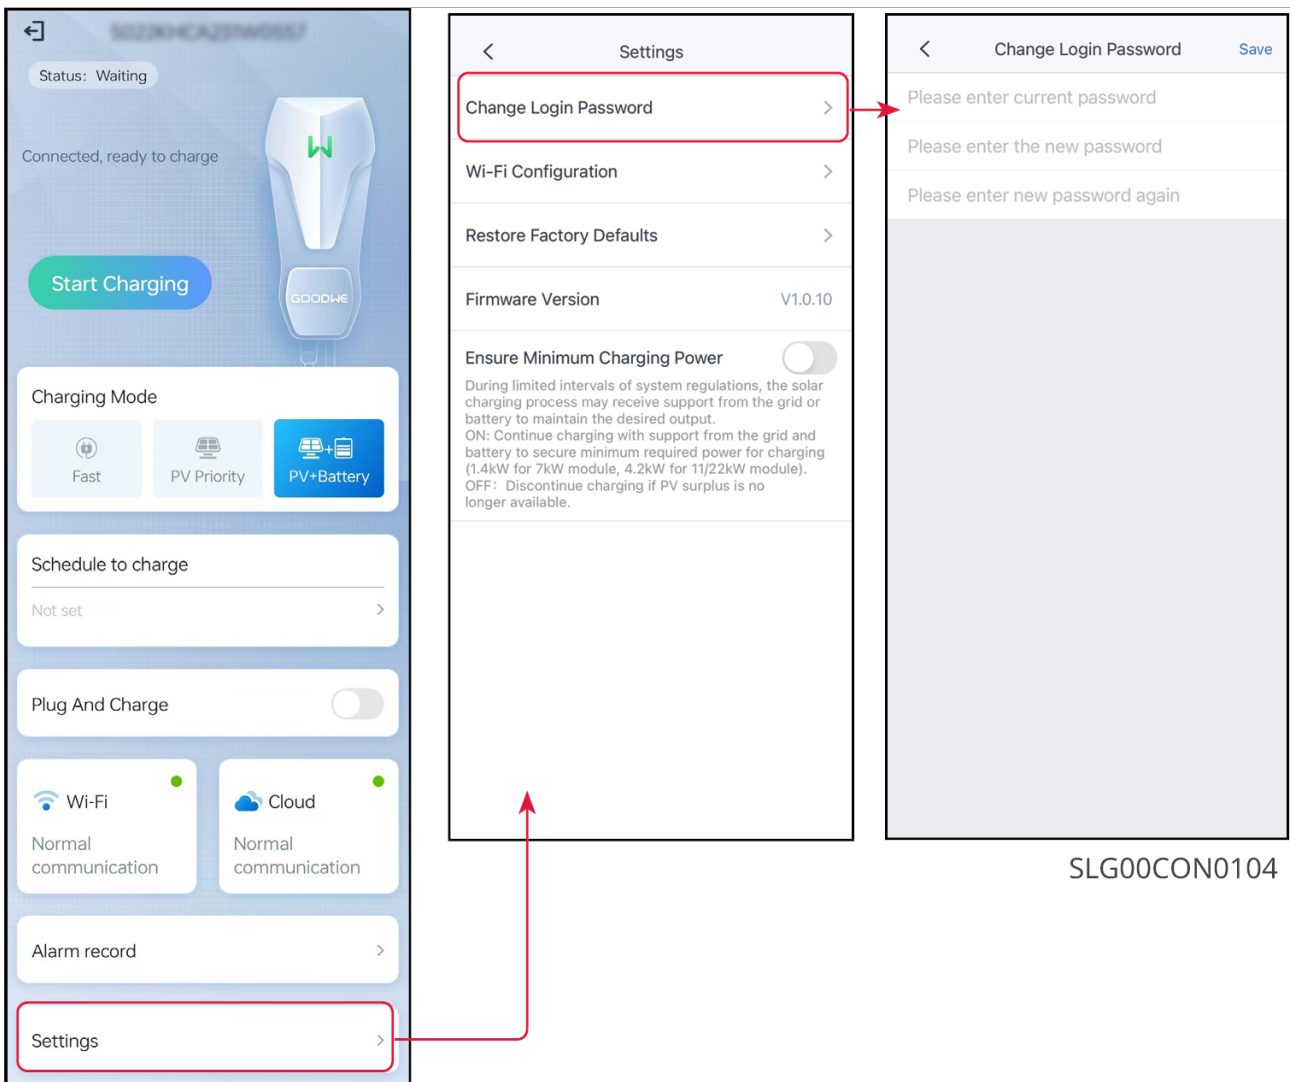 Status: Waiting
Connected, ready to charge
Start Charging
GOODWE
Charging Mode
Fast
PV Priority
PV+Battery
Schedule to charge
Not set
Plug And Charge
Wi-Fi
Normal
communication
Cloud
Normal
communication
Alarm record
Settings
Settings
Change Login Password
Wi-Fi Configuration
Restore Factory Defaults
Firmware Version V1.0.10
Ensure Minimum Charging Power
During limited intervals of system regulations, the solar
charging process may receive support from the grid or
battery to maintain the desired output.
ON: Continue charging with support from the grid and
battery to secure minimum required power for charging
(1.4kW for 7kW module, 4.2kW for 11/22kW module).
OFF: Discontinue charging if PV surplus is no
longer available.
Change Login Password Save
Please enter current password
Please enter the new password
Please enter new password again
SLG00CON0104